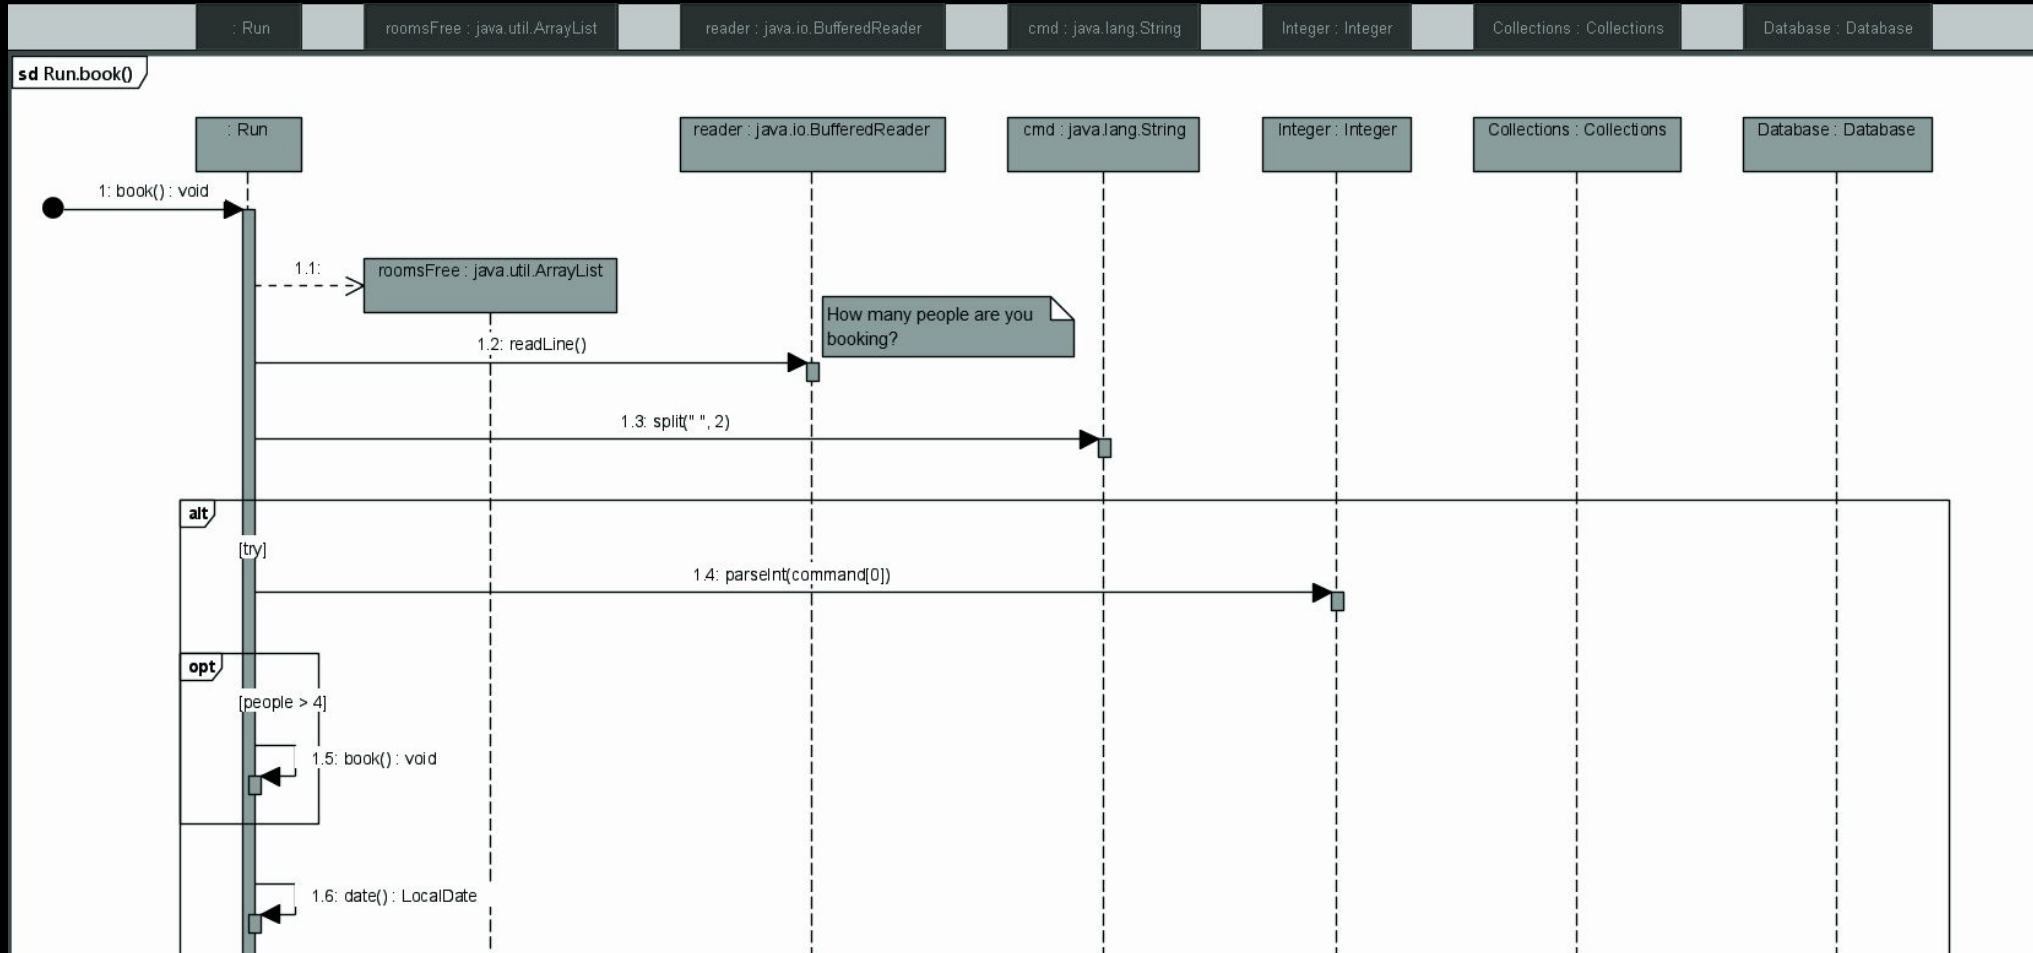 : Run
roomsFree : java.util.ArrayList
reader : java.io.BufferedReader
cmd : java.lang.String
Integer : Integer
Collections : Collections
Database : Database
sd Run.book()
: Run
reader : java.io.BufferedReader
cmd : java.lang.String
Integer : Integer
Collections : Collections
Database : Database
1: book() : void
1.1:
roomsFree : java.util.ArrayList
How many people are you
booking?
1.2: readLine()
1.3: split(" ", 2)
alt
[try]
1.4: parseInt(command[0])
opt
[people > 4]
1.5: book() : void
1.6: date() : LocalDate